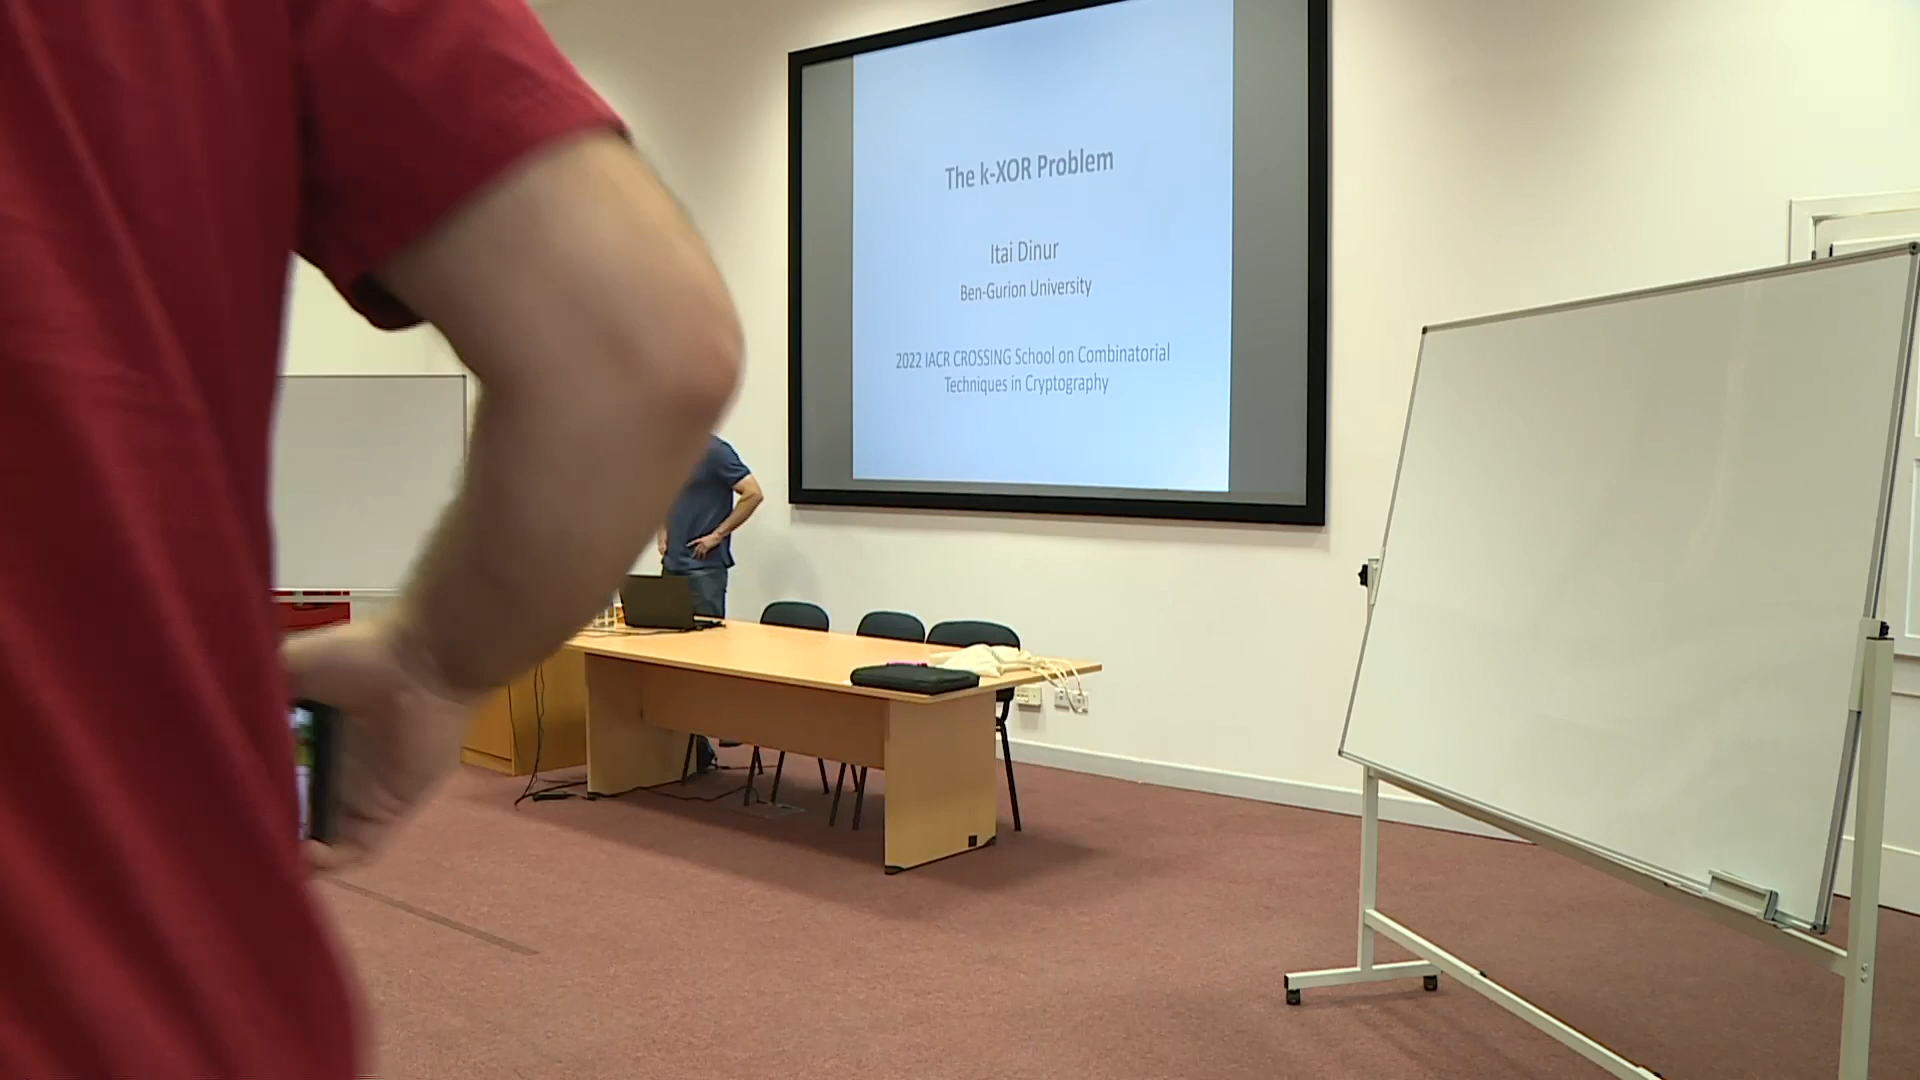 The k-XOR Problem
Itai Dinur
Ben-Gurion University
2022 IACR CROSSING School on Combinatorial
Techniques in Cryptography